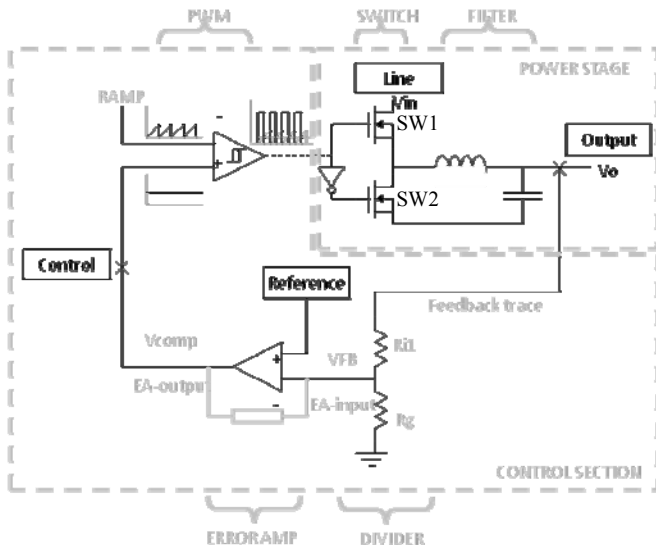 PWM
SWITCH
FILTER
POWER STAGE
Line
Vin
RAMP
-
+
SW1
SW2
Output
Vo
Control
Reference
Feedback trace
Vcomp
+
VFB
Ri1
EA-output
-
EA-input
Rg
CONTROL SECTION
ERRORAMP
DIVIDER